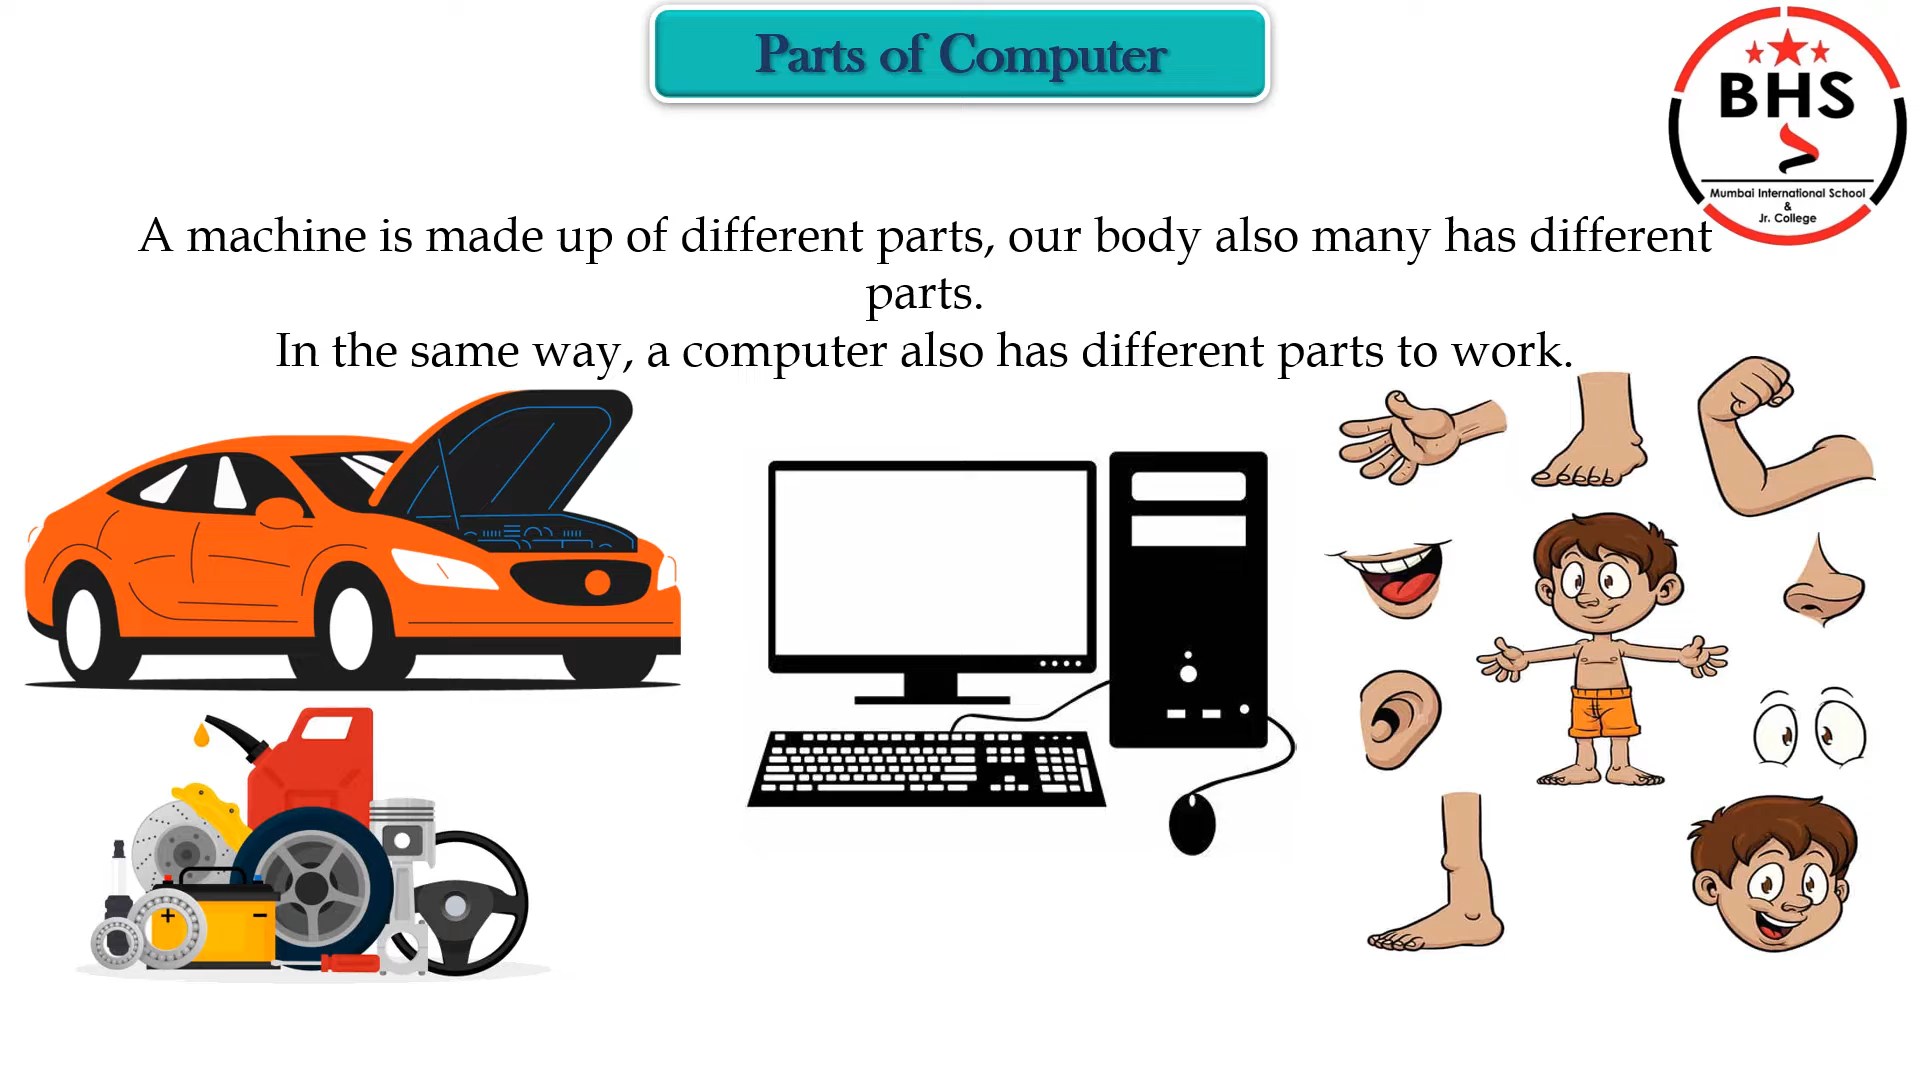 Parts of Computer
BHS
Mumbai International School
&
Jr. College
A machine is made up of different parts, our body also many has different
parts.
In the same way, a computer also has different parts to work.
+ -